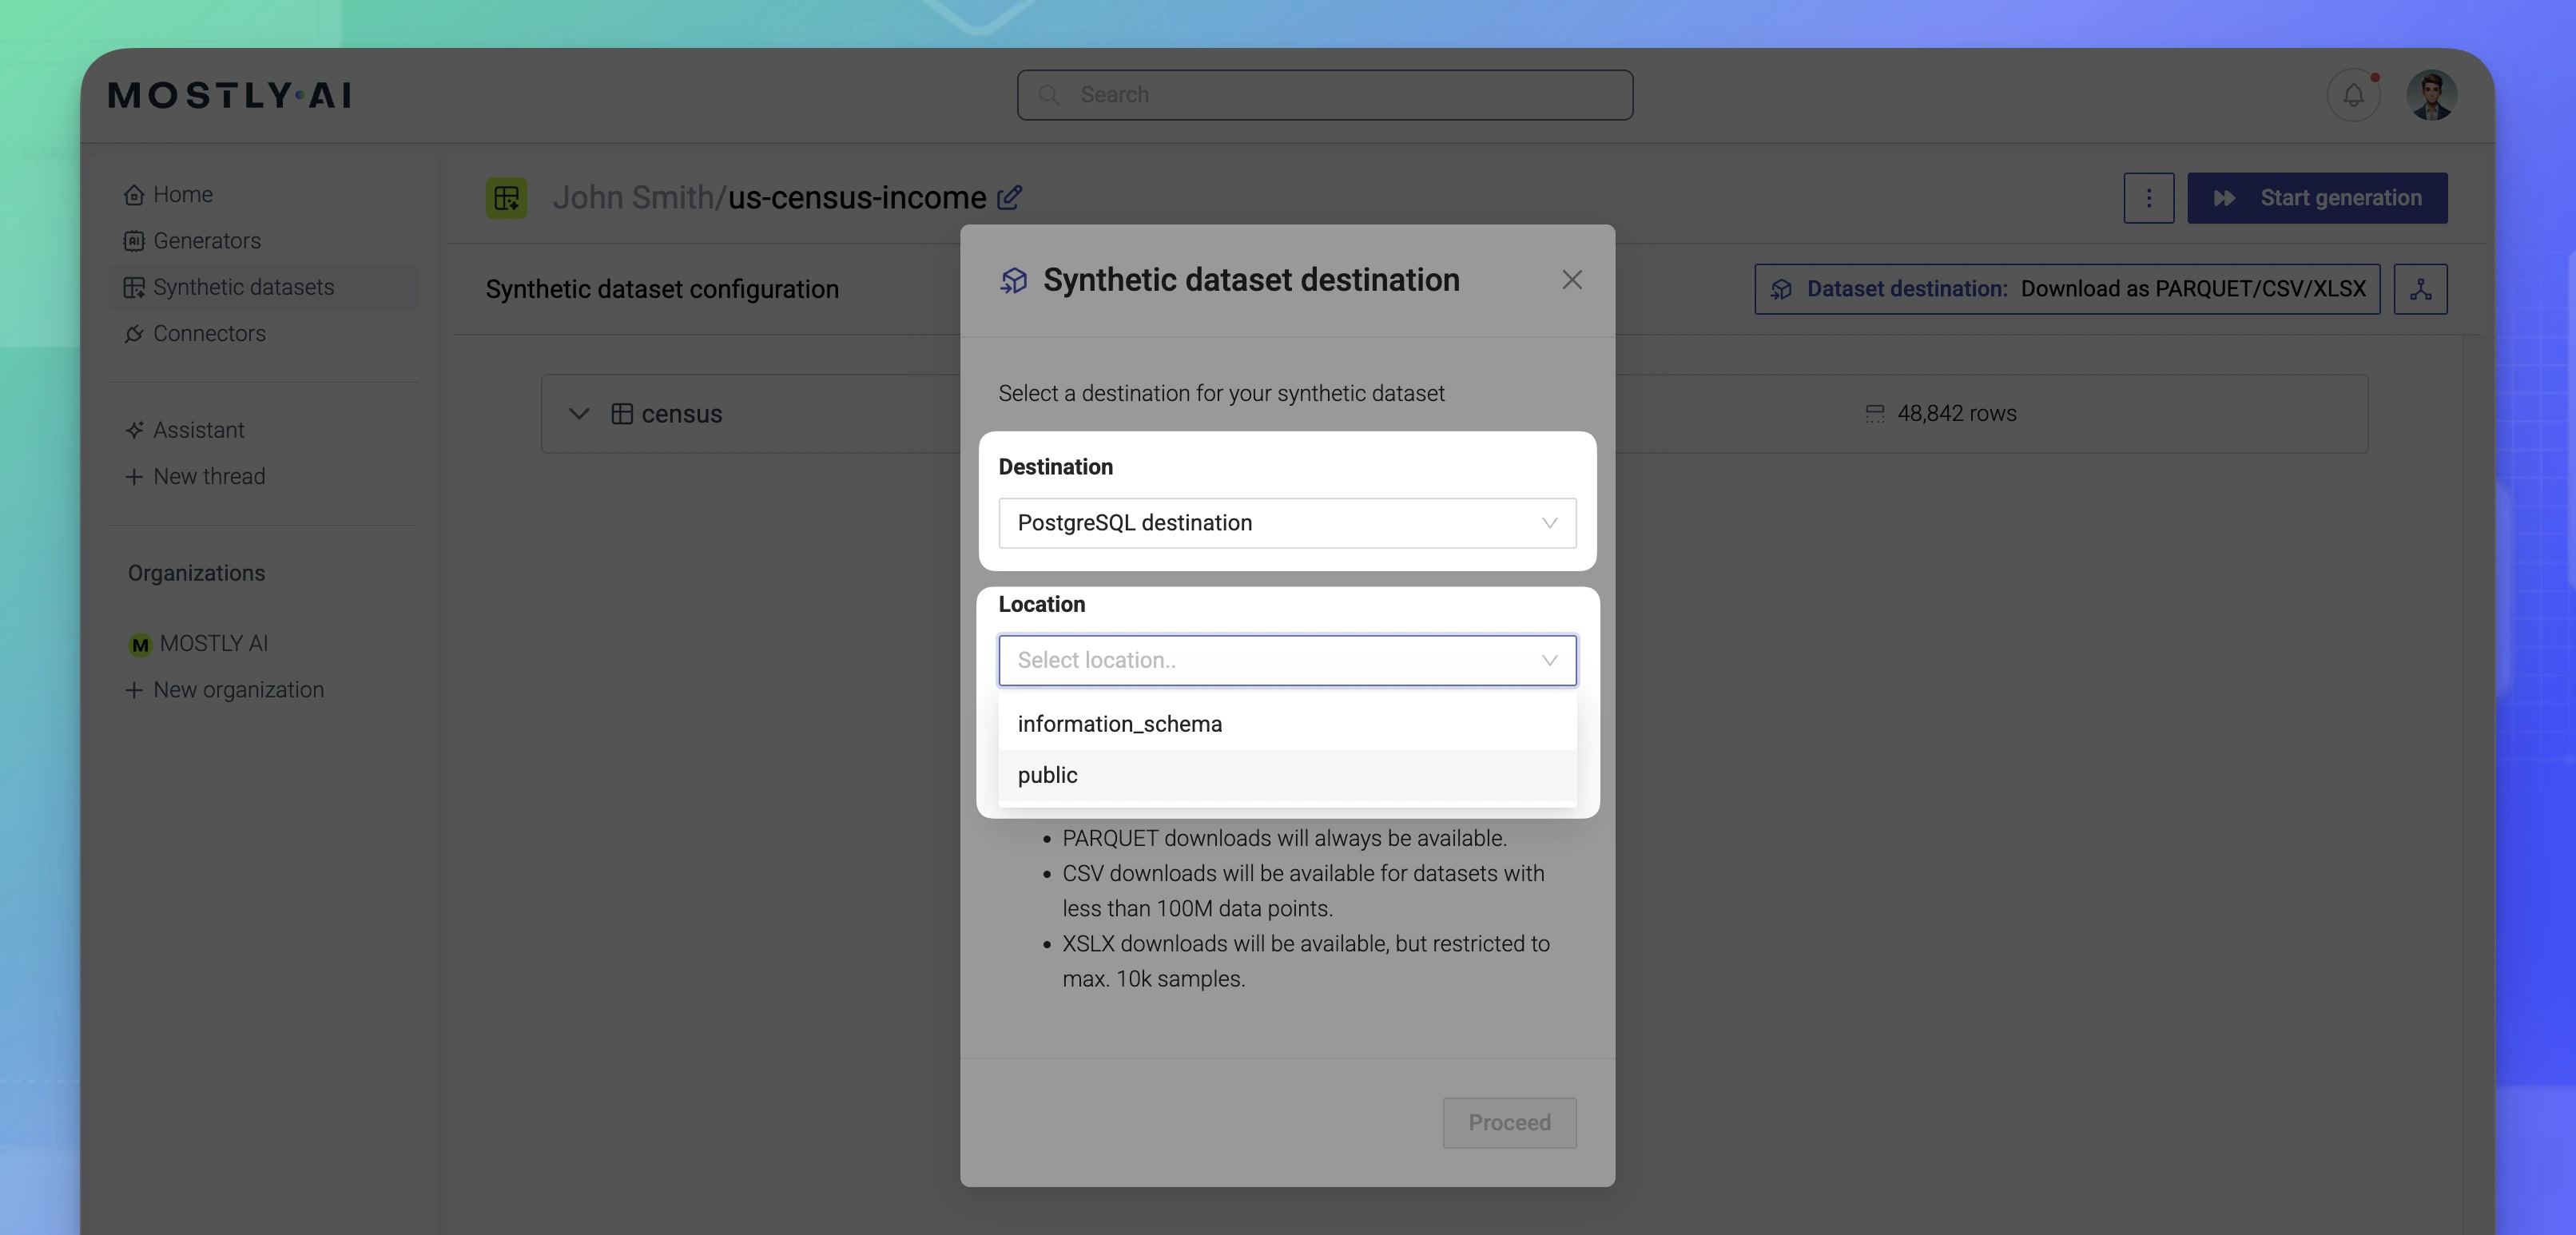 MOSTLY AI
Search
Home
Generators
Synthetic datasets
Connectors
Assistant
New thread
Organizations
M MOSTLY AI
New organization
John Smith/us-census-income
Start generation
Synthetic dataset configuration
Dataset destination: Download as PARQUET/CSV/XLSX
census
48,842 rows
Synthetic dataset destination
Select a destination for your synthetic dataset
Destination
PostgreSQL destination
Location
Select location..
information_schema
public
PARQUET downloads will always be available.
CSV downloads will be available for datasets with
less than 100M data points.
XSLX downloads will be available, but restricted to
max. 10k samples.
Proceed